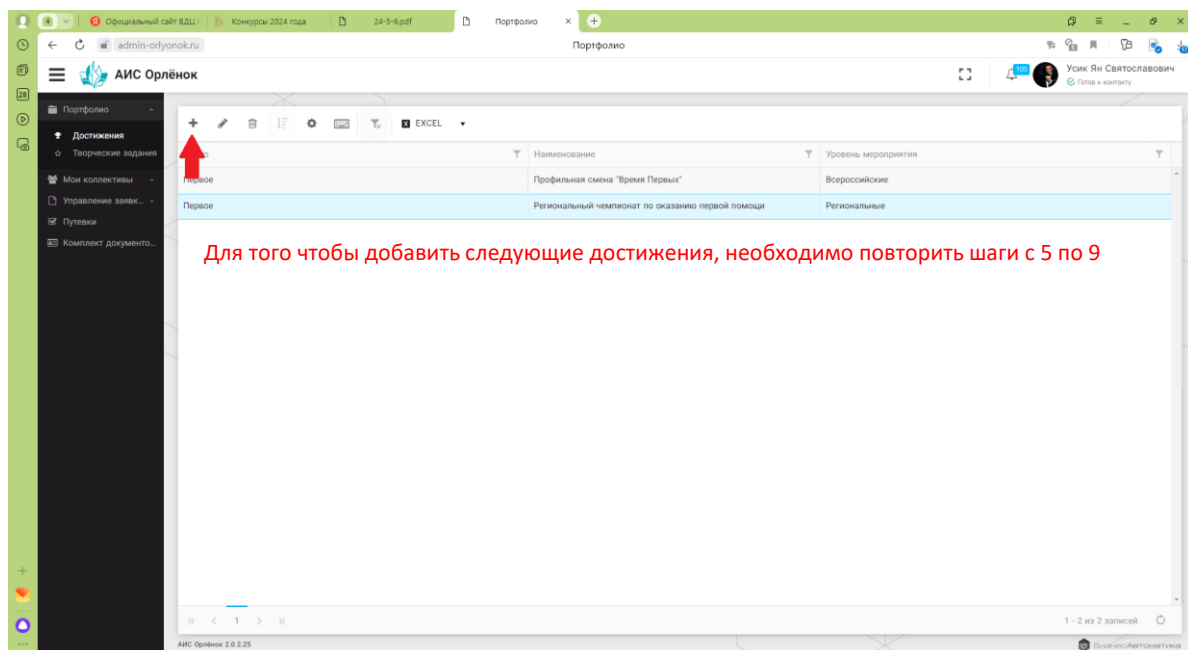 4
Официальный сайт ВДЦ
Конкурсы 2024 года
24-5-6.pdf
Портфолио
admin-orlyonok.ru
Портфолио
28
АИС Орлёнок
105
Усик Ян Святославович
Готов к контакту
Портфолио
Достижения
Творческие задания
Мои коллективы
Управление заявк...
Путевки
Комплект документо...
EXCEL
Наименование
Уровень мероприятия
Первое
Профильная смена "Время Первых"
Всероссийские
Первое
Региональный чемпионат по оказанию первой помощи
Региональные
Для того чтобы добавить следующие достижения, необходимо повторить шаги с 5 по 9
1
1 - 2 из 2 записей
АИС Орлёнок 2.0.2.25
БизнесАвтоматика